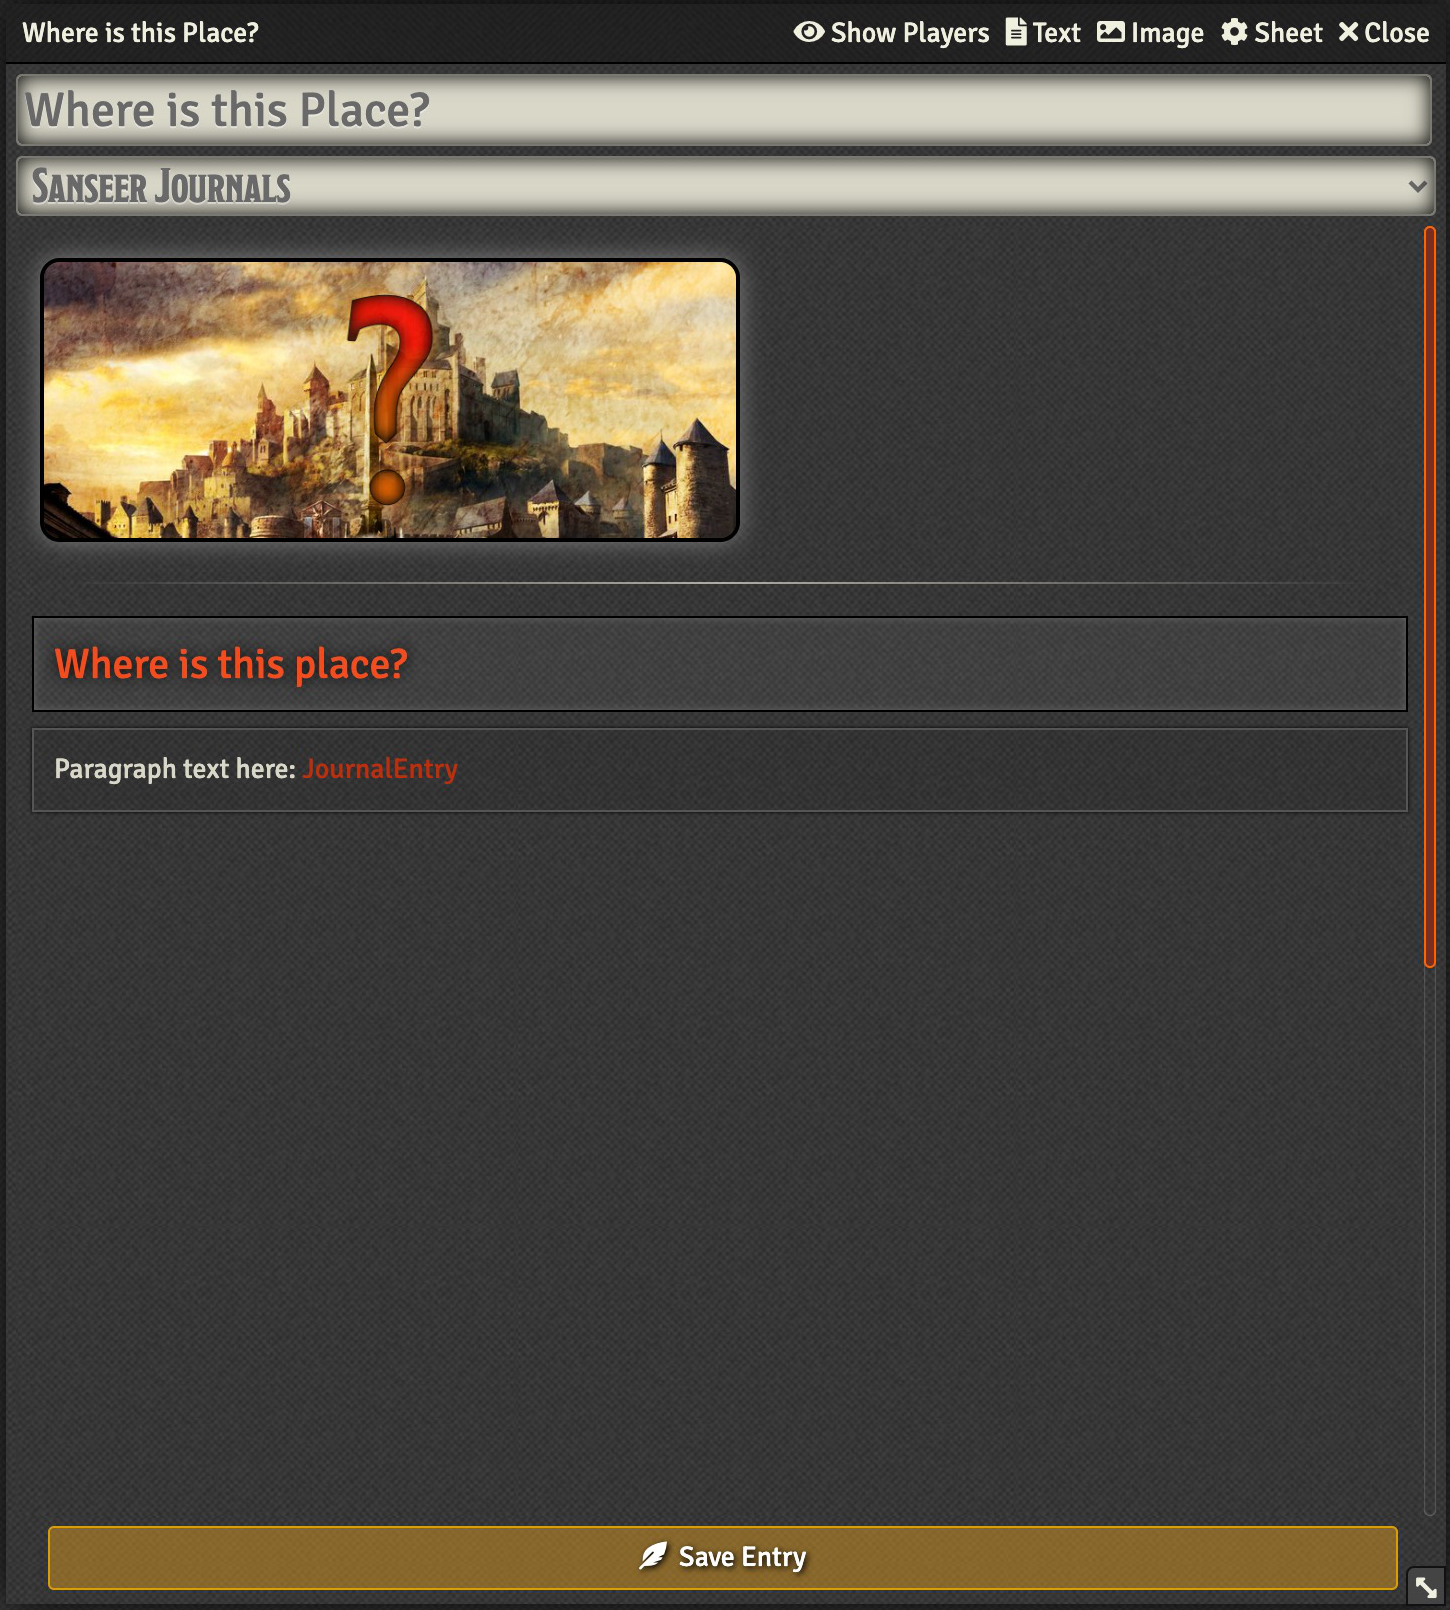 Where is this Place?
Show Players Text Image Sheet Close
Where is this Place?
Sanseer Journals
?
Where is this place?
Paragraph text here: JournalEntry
Save Entry